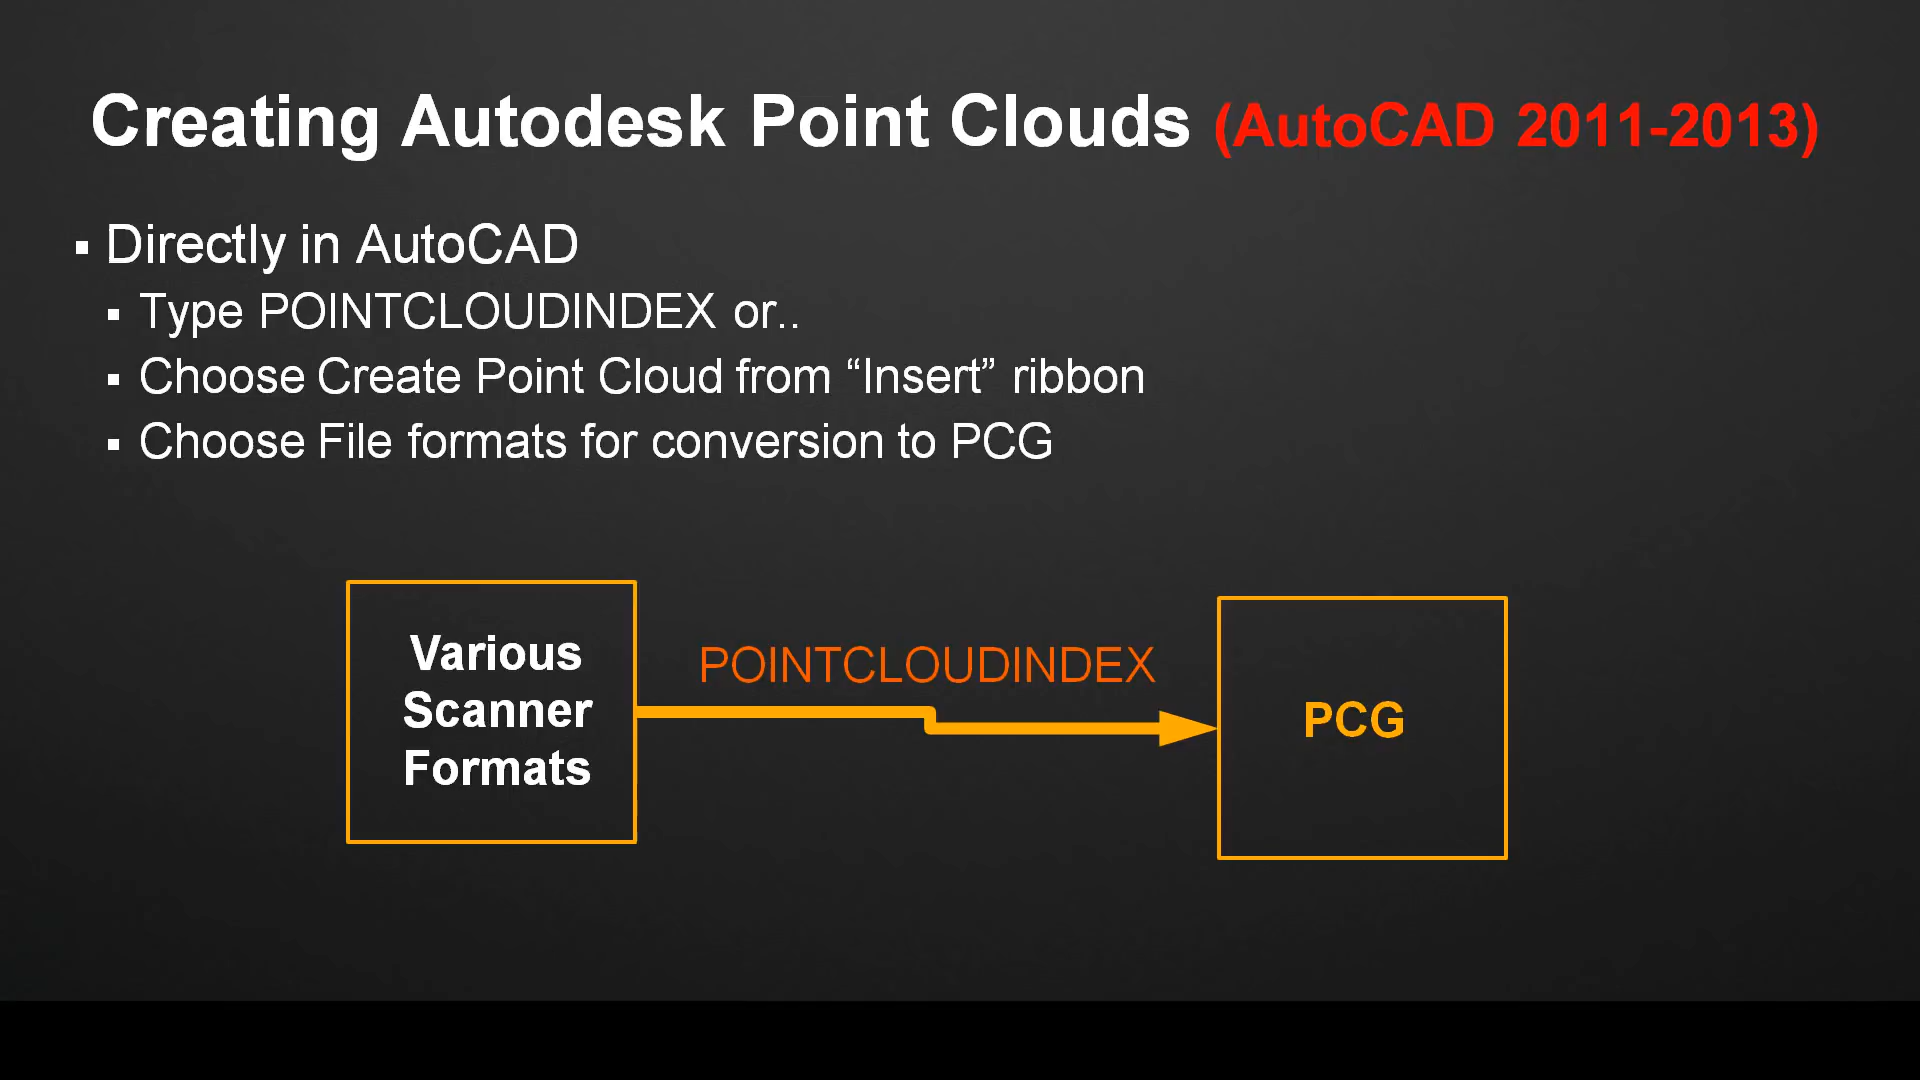 Creating Autodesk Point Clouds (AutoCAD 2011-2013)
▪ Directly in AutoCAD
▪ Type POINTCLOUDINDEX or..
▪ Choose Create Point Cloud from “Insert” ribbon
▪ Choose File formats for conversion to PCG
Various
Scanner
Formats
POINTCLOUDINDEX
PCG